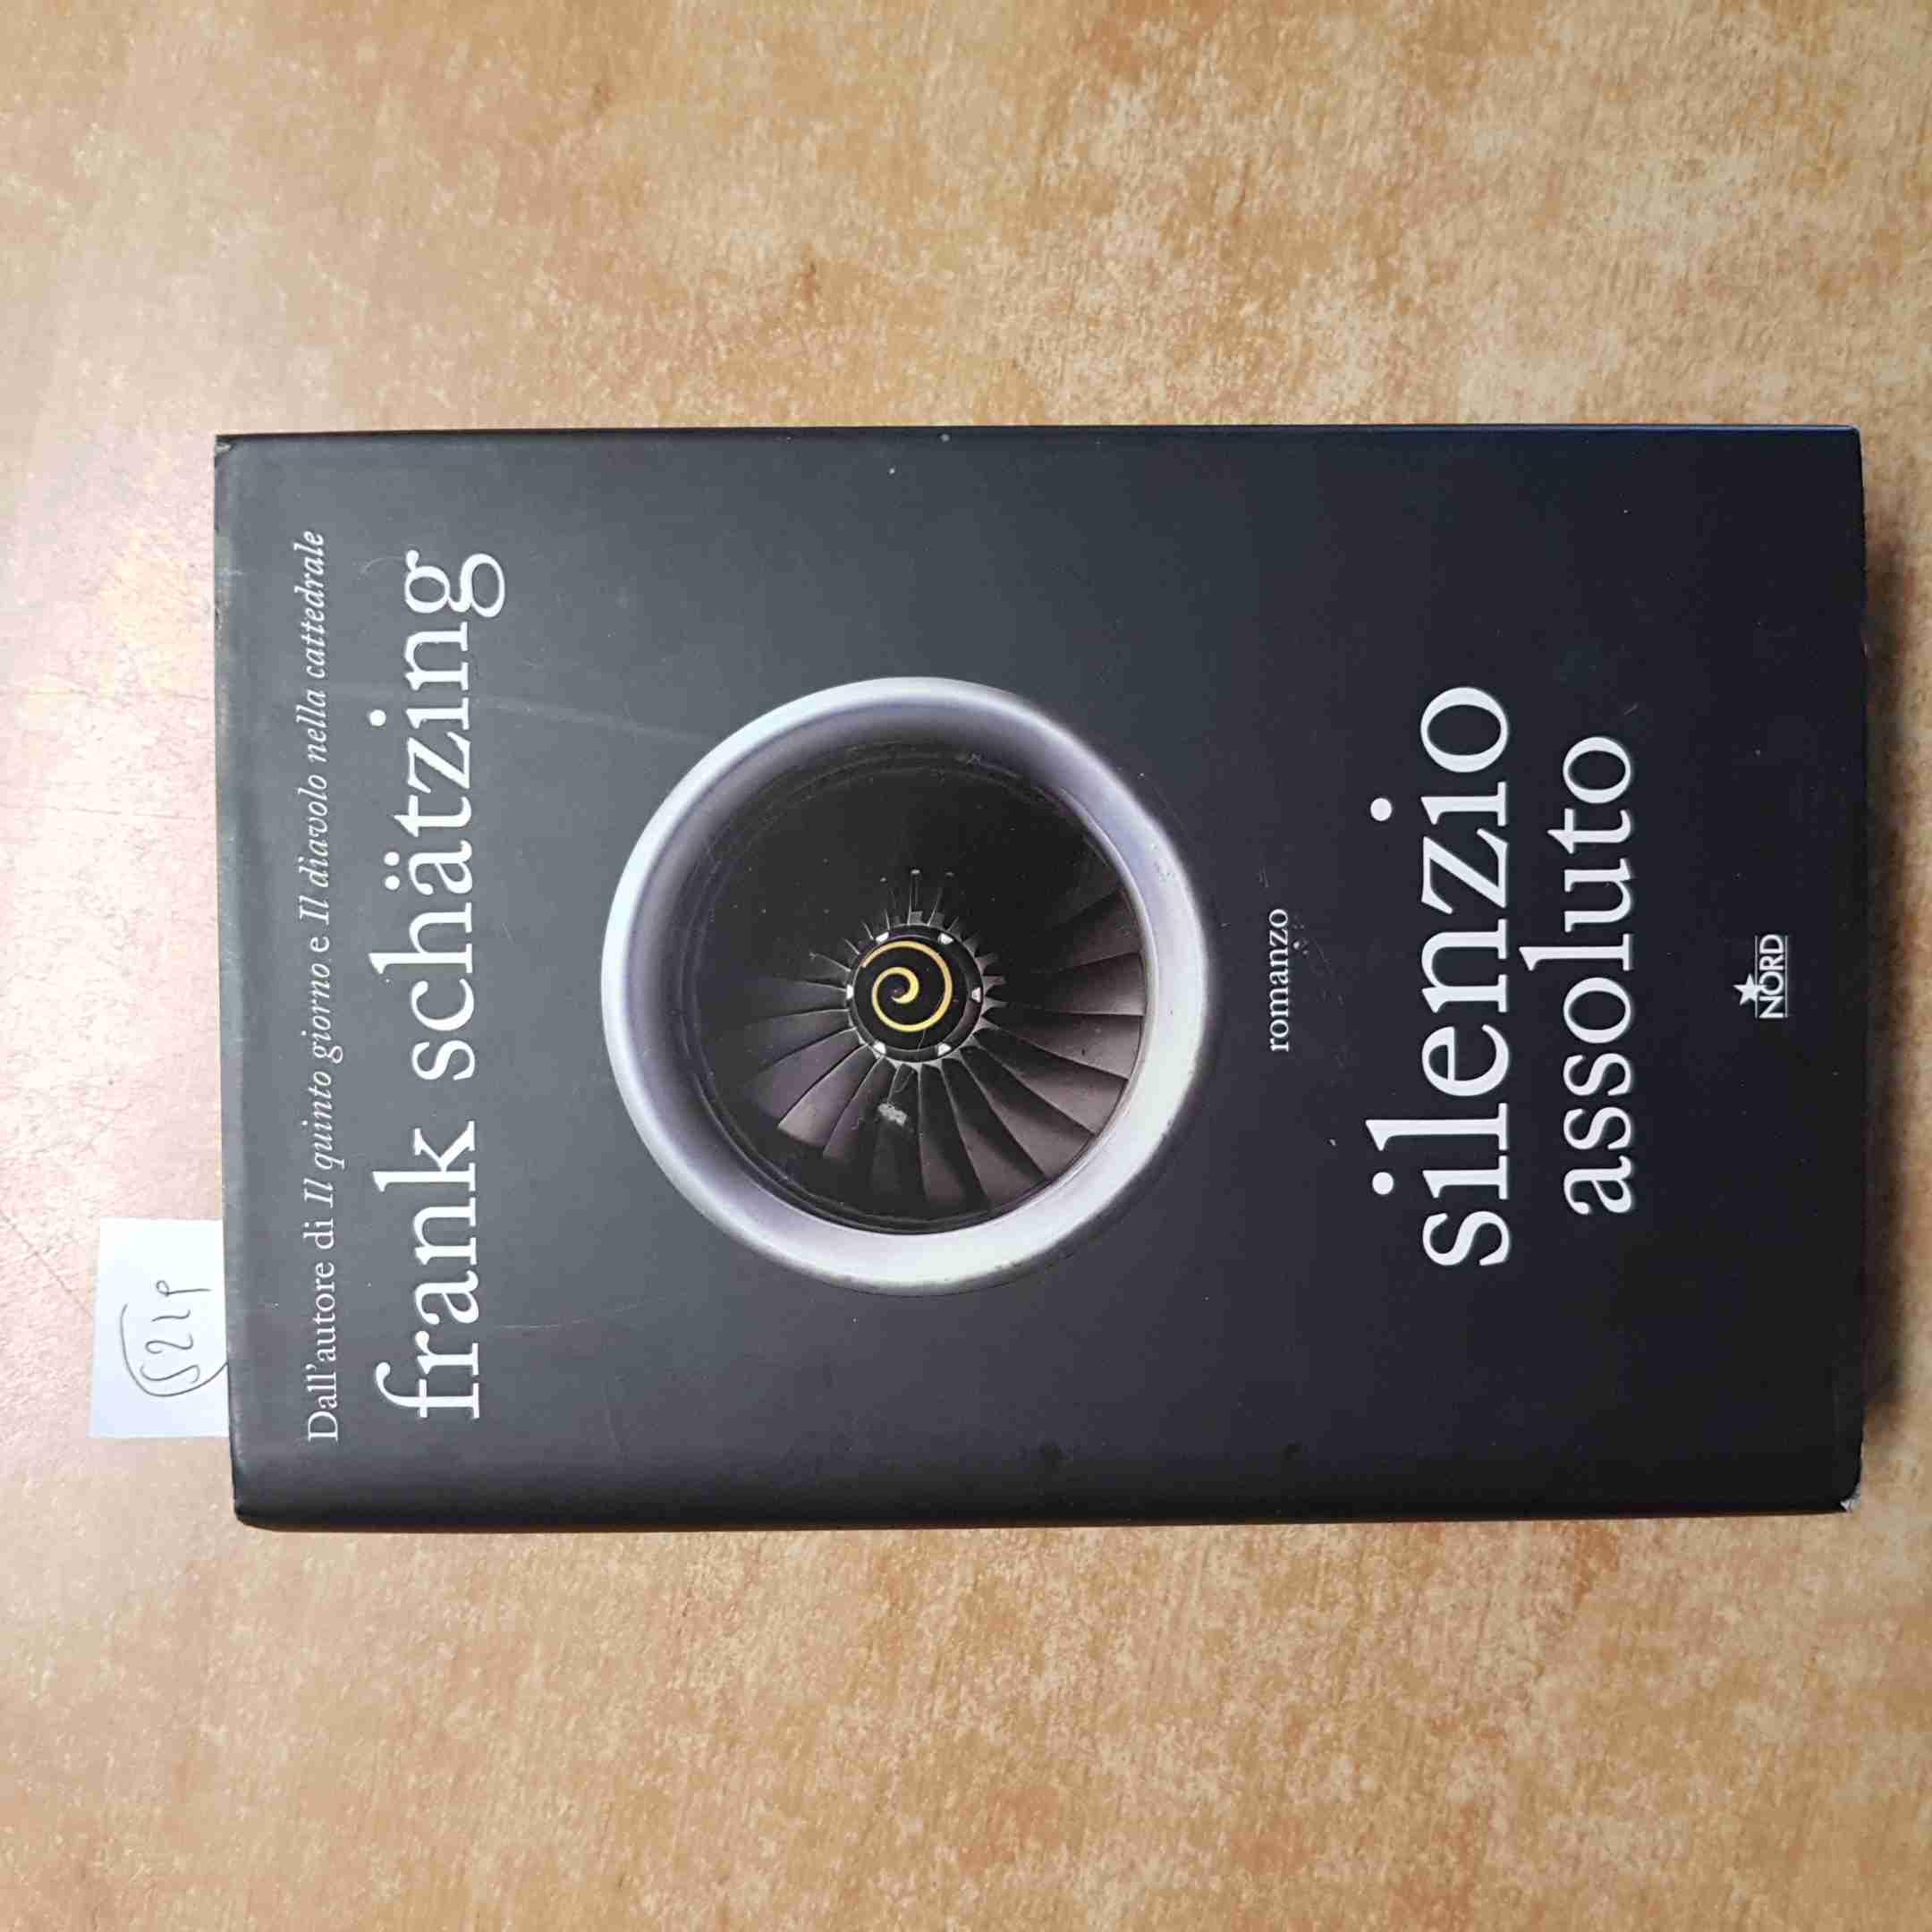 Dall'autore di Il quinto giorno e Il diavolo nella cattedrale
frank schätzing
romanzo
silenzio
assoluto
NORD